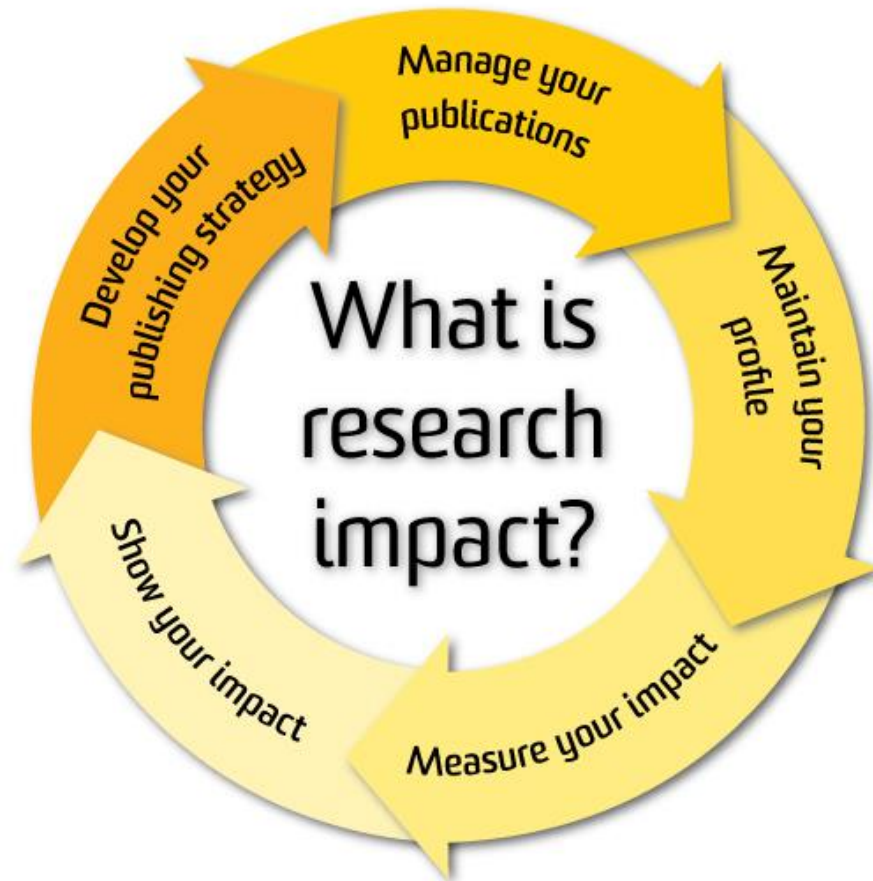 What is
research
impact?
Develop your
publishing strategy
Manage your
publications
Maintain your
profile
Measure your impact
Show your impact